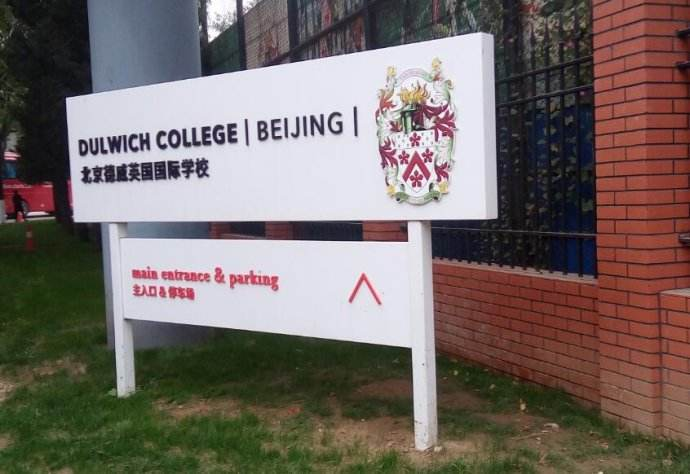 DULWICH COLLEGE | BEIJING |
北京德威英国国际学校
main entrance & parking
主入口 & 停车场